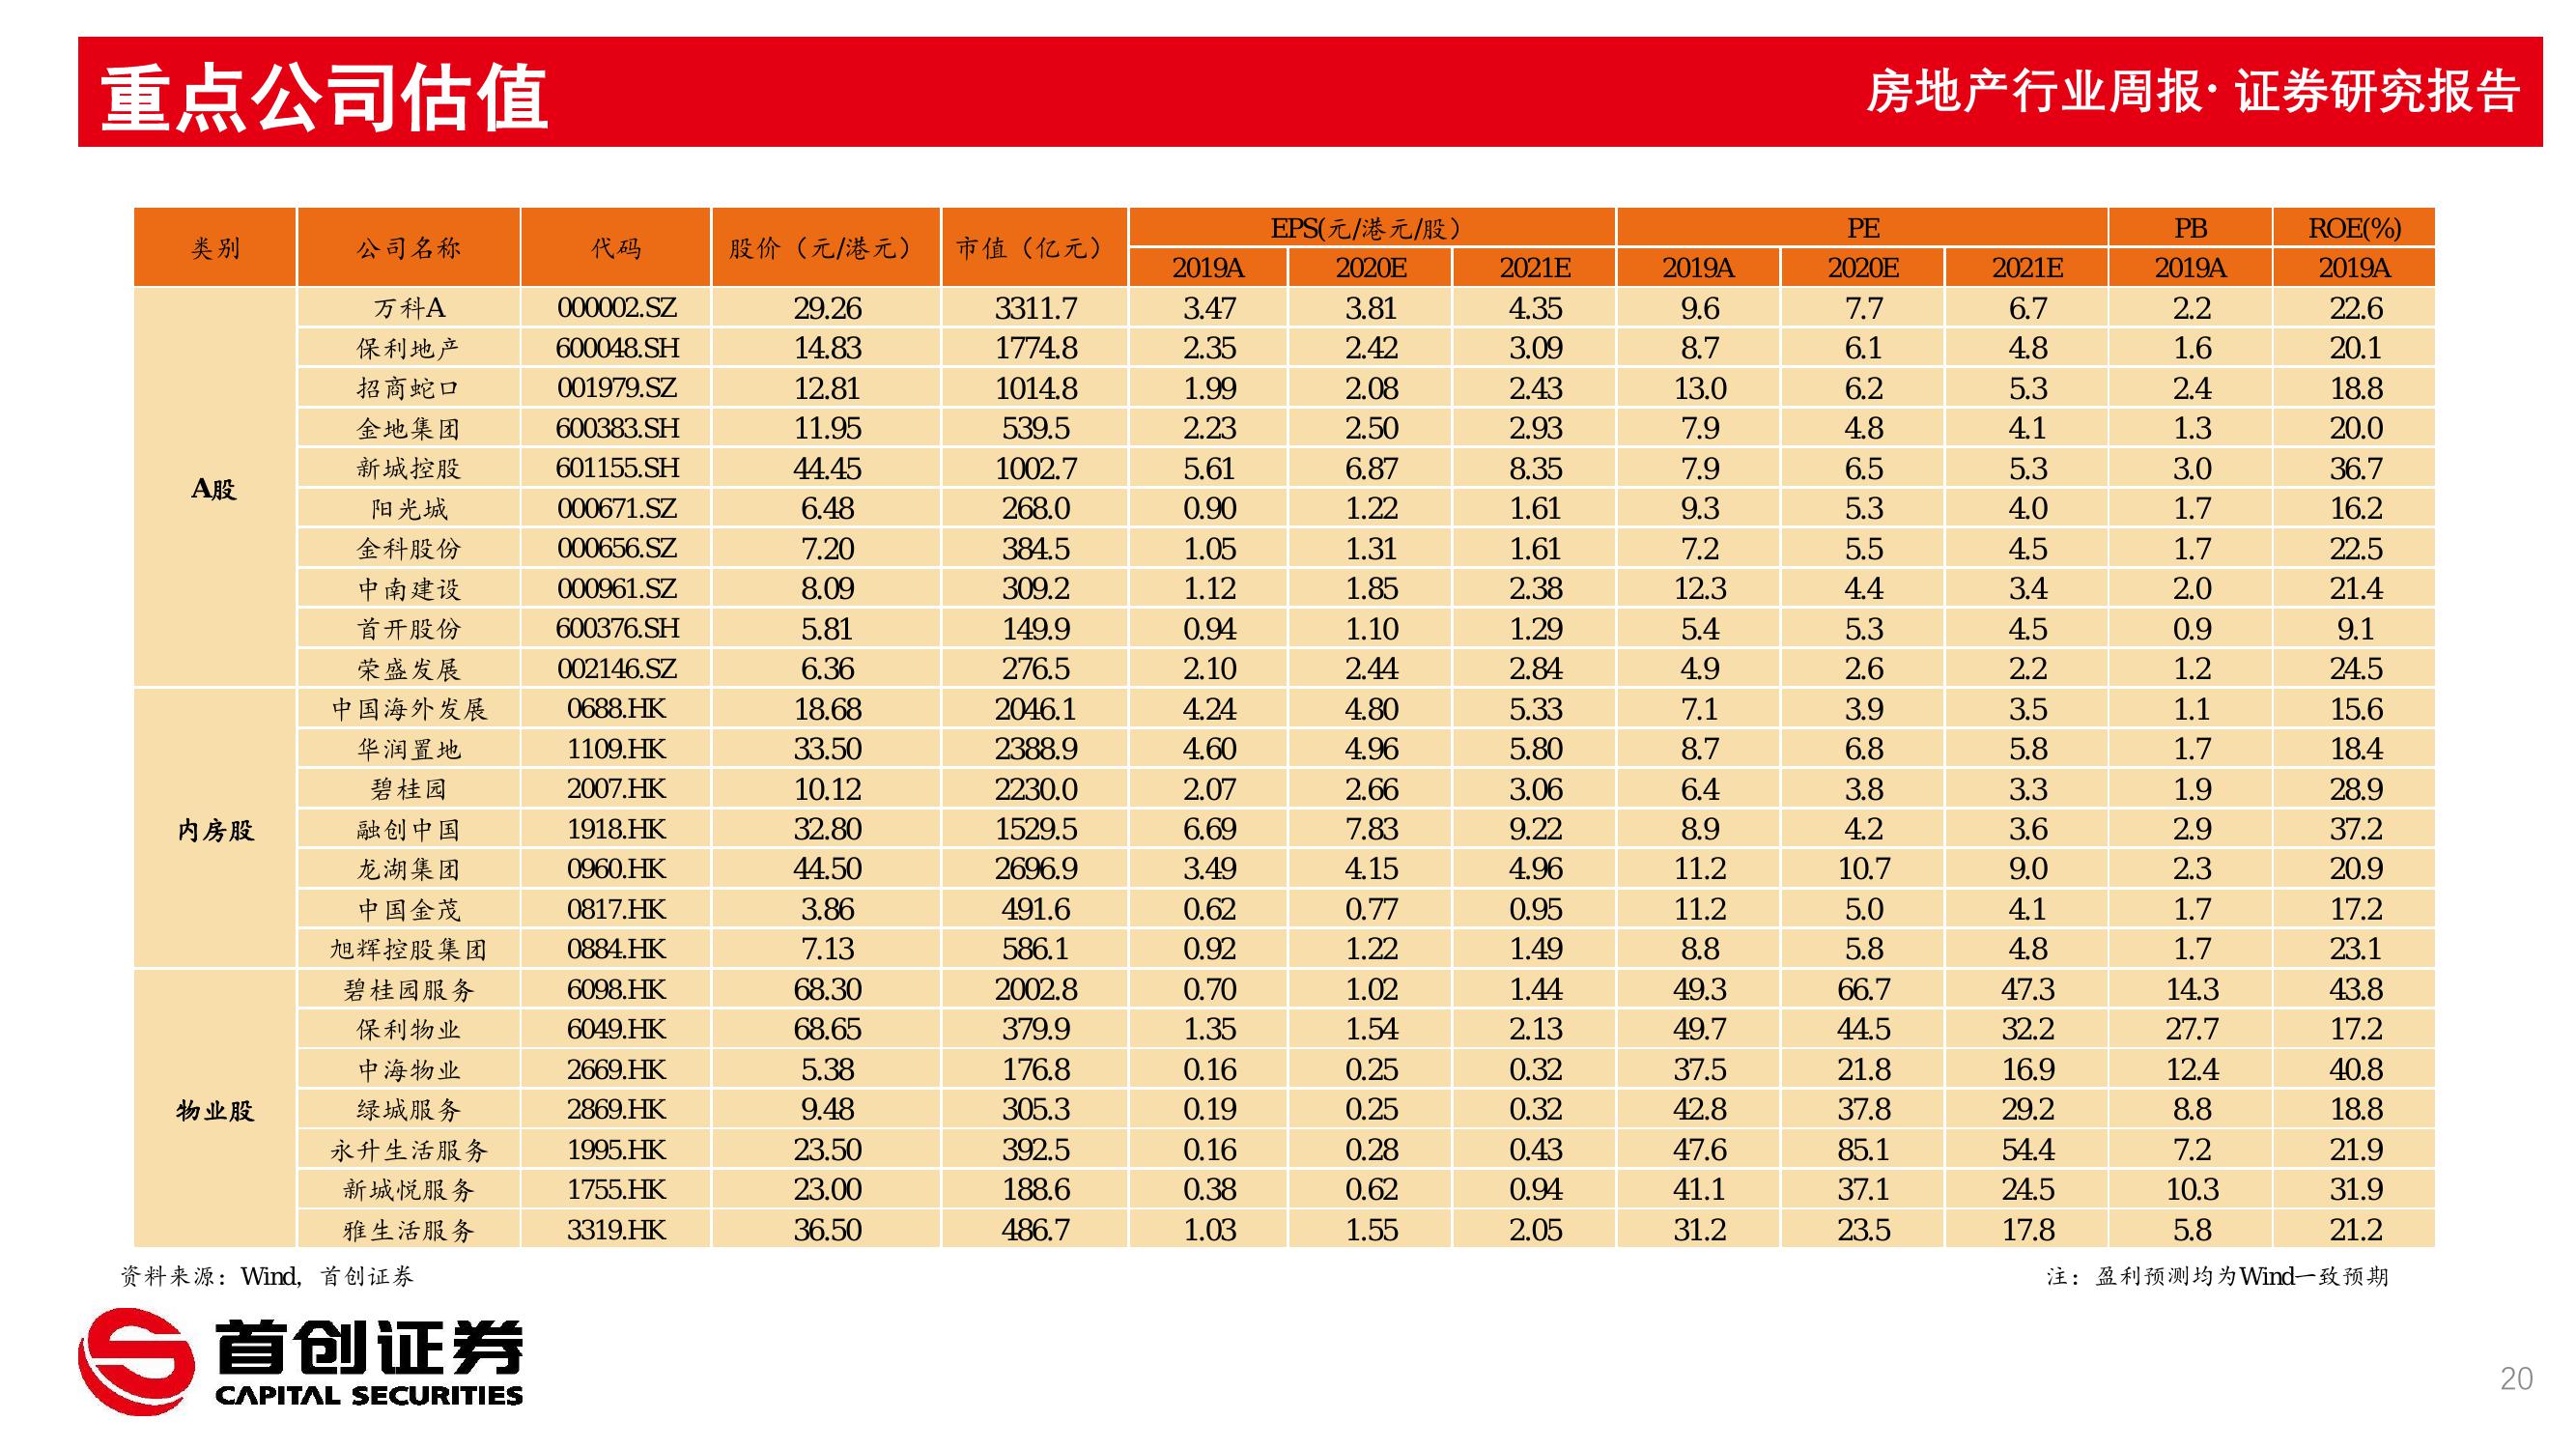 重点公司估值
房地产行业周报· 证券研究报告
类别 公司名称 代码 股价（元/港元） 市值（亿元） EPS(元/港元/股） PE PB ROE(%)
2019A 2020E 2021E 2019A 2020E 2021E 2019A 2019A
A股
万科A 000002.SZ 29.26 3311.7 3.47 3.81 4.35 9.6 7.7 6.7 2.2 22.6
保利地产 600048.SH 14.83 1774.8 2.35 2.42 3.09 8.7 6.1 4.8 1.6 20.1
招商蛇口 001979.SZ 12.81 1014.8 1.99 2.08 2.43 13.0 6.2 5.3 2.4 18.8
金地集团 600383.SH 11.95 539.5 2.23 2.50 2.93 7.9 4.8 4.1 1.3 20.0
新城控股 601155.SH 44.45 1002.7 5.61 6.87 8.35 7.9 6.5 5.3 3.0 36.7
阳光城 000671.SZ 6.48 268.0 0.90 1.22 1.61 9.3 5.3 4.0 1.7 16.2
金科股份 000656.SZ 7.20 384.5 1.05 1.31 1.61 7.2 5.5 4.5 1.7 22.5
中南建设 000961.SZ 8.09 309.2 1.12 1.85 2.38 12.3 4.4 3.4 2.0 21.4
首开股份 600376.SH 5.81 149.9 0.94 1.10 1.29 5.4 5.3 4.5 0.9 9.1
荣盛发展 002146.SZ 6.36 276.5 2.10 2.44 2.84 4.9 2.6 2.2 1.2 24.5
内房股
中国海外发展 0688.HK 18.68 2046.1 4.24 4.80 5.33 7.1 3.9 3.5 1.1 15.6
华润置地 1109.HK 33.50 2388.9 4.60 4.96 5.80 8.7 6.8 5.8 1.7 18.4
碧桂园 2007.HK 10.12 2230.0 2.07 2.66 3.06 6.4 3.8 3.3 1.9 28.9
融创中国 1918.HK 32.80 1529.5 6.69 7.83 9.22 8.9 4.2 3.6 2.9 37.2
龙湖集团 0960.HK 44.50 2696.9 3.49 4.15 4.96 11.2 10.7 9.0 2.3 20.9
中国金茂 0817.HK 3.86 491.6 0.62 0.77 0.95 11.2 5.0 4.1 1.7 17.2
旭辉控股集团 0884.HK 7.13 586.1 0.92 1.22 1.49 8.8 5.8 4.8 1.7 23.1
物业股
碧桂园服务 6098.HK 68.30 2002.8 0.70 1.02 1.44 49.3 66.7 47.3 14.3 43.8
保利物业 6049.HK 68.65 379.9 1.35 1.54 2.13 49.7 44.5 32.2 27.7 17.2
中海物业 2669.HK 5.38 176.8 0.16 0.25 0.32 37.5 21.8 16.9 12.4 40.8
绿城服务 2869.HK 9.48 305.3 0.19 0.25 0.32 42.8 37.8 29.2 8.8 18.8
永升生活服务 1995.HK 23.50 392.5 0.16 0.28 0.43 47.6 85.1 54.4 7.2 21.9
新城悦服务 1755.HK 23.00 188.6 0.38 0.62 0.94 41.1 37.1 24.5 10.3 31.9
雅生活服务 3319.HK 36.50 486.7 1.03 1.55 2.05 31.2 23.5 17.8 5.8 21.2
资料来源：Wind，首创证券
注：盈利预测均为Wind一致预期
首创证券
CAPITAL SECURITIES
20